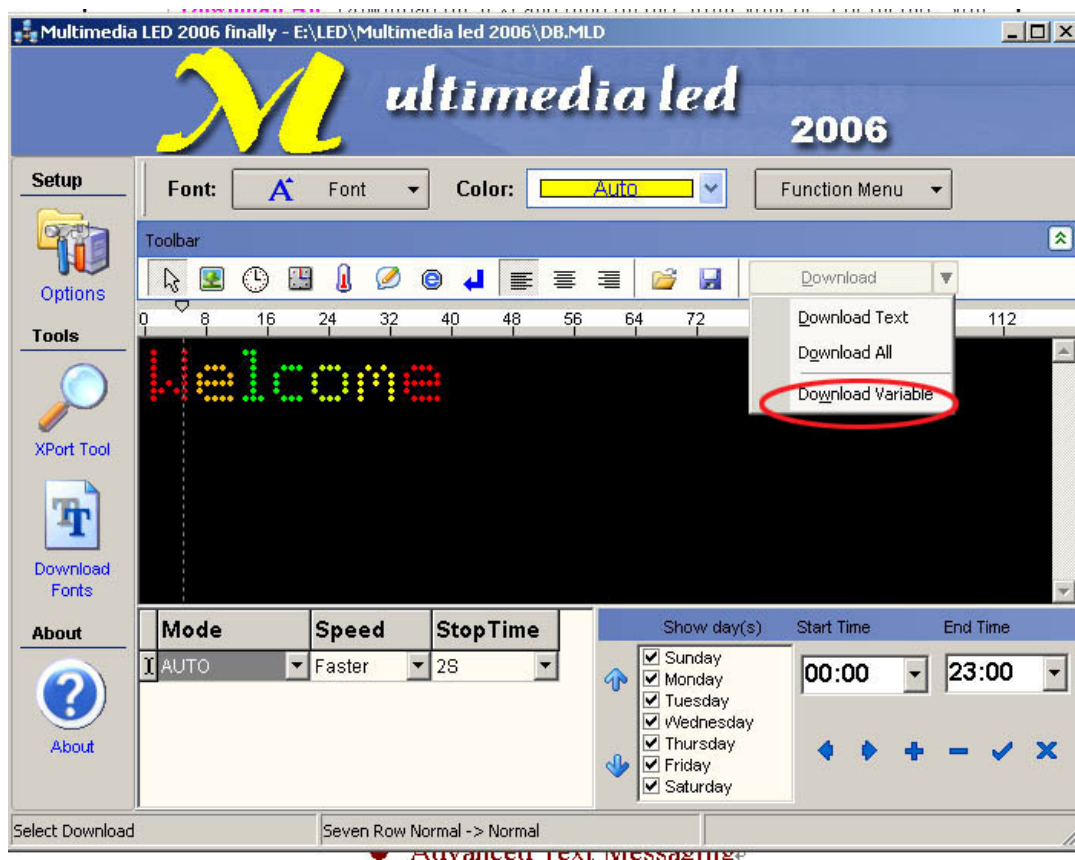 Multimedia LED 2006 finally - E:\LED\Multimedia led 2006\DB.MLD
Multimedia led
2006
Setup
Font: A Font Color: Auto Function Menu
Toolbar
Options
Download
0 8 16 24 32 40 48 56 64 72 112
Download Text
Download All
Download Variable
Tools
Welcome
XPort Tool
Download
Fonts
About
About
Mode Speed StopTime
AUTO Faster 2S
Show day(s) Start Time End Time
Sunday
Monday
Tuesday
Wednesday
Thursday
Friday
Saturday
00:00 23:00
Select Download Seven Row Normal -> Normal
Advanced Text Messaging